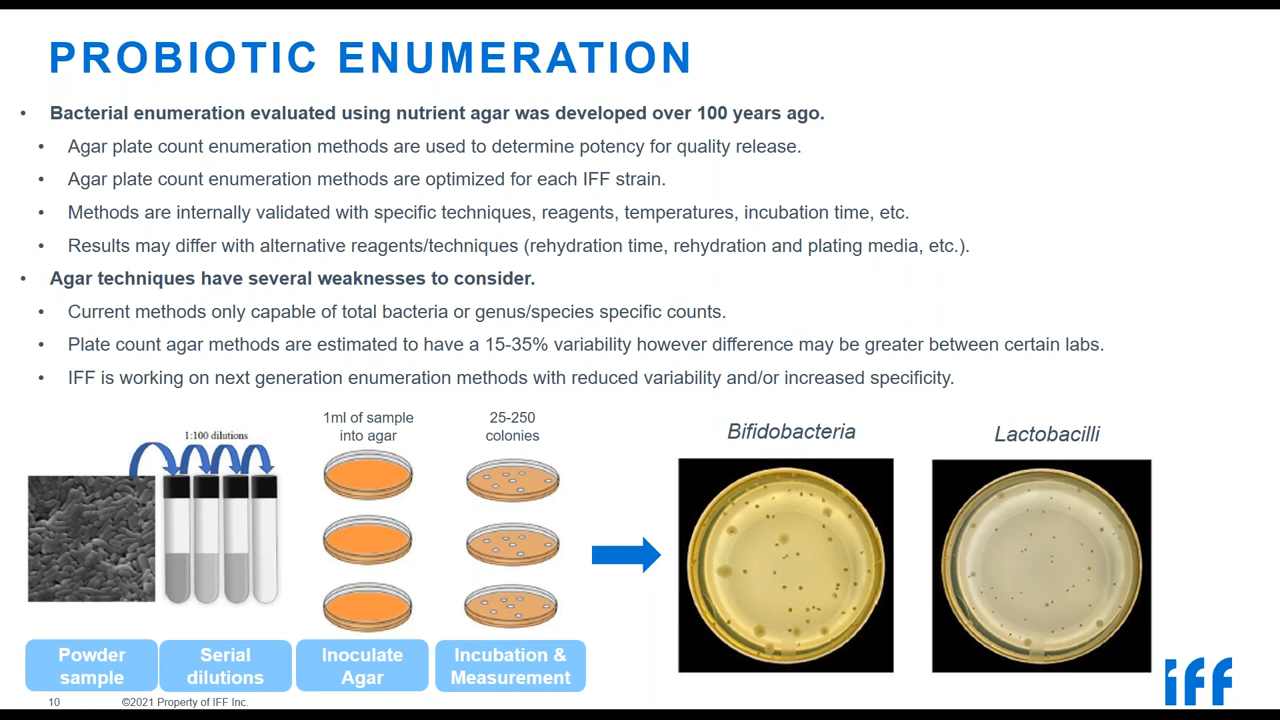 PROBIOTIC ENUMERATION
• Bacterial enumeration evaluated using nutrient agar was developed over 100 years ago.
• Agar plate count enumeration methods are used to determine potency for quality release.
• Agar plate count enumeration methods are optimized for each IFF strain.
• Methods are internally validated with specific techniques, reagents, temperatures, incubation time, etc.
• Results may differ with alternative reagents/techniques (rehydration time, rehydration and plating media, etc.).
• Agar techniques have several weaknesses to consider.
• Current methods only capable of total bacteria or genus/species specific counts.
• Plate count agar methods are estimated to have a 15-35% variability however difference may be greater between certain labs.
• IFF is working on next generation enumeration methods with reduced variability and/or increased specificity.
1:100 dilutions
1ml of sample
into agar
25-250
colonies
Bifidobacteria
Lactobacilli
Powder
sample
Serial
dilutions
Inoculate
Agar
Incubation &
Measurement
10
©2021 Property of IFF Inc.
iff